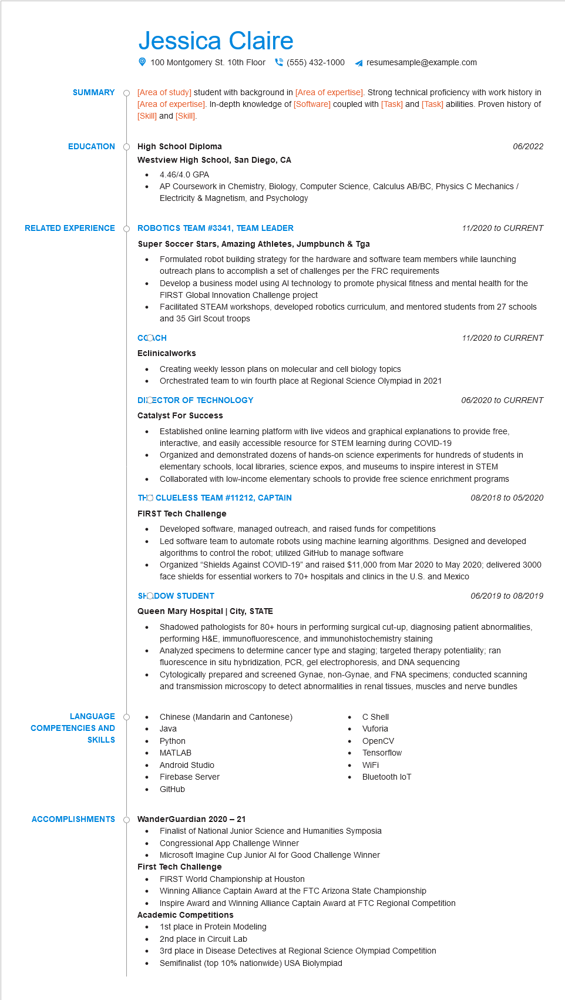 Jessica Claire
100 Montgomery St. 10th Floor (555) 432-1000 resumesample@example.com
SUMMARY
[Area of study] student with background in [Area of expertise]. Strong technical proficiency with work history in
[Area of expertise]. In-depth knowledge of [Software] coupled with [Task] and [Task] abilities. Proven history of
[Skill] and [Skill].
EDUCATION
High School Diploma 06/2022
Westview High School, San Diego, CA
• 4.46/4.0 GPA
• AP Coursework in Chemistry, Biology, Computer Science, Calculus AB/BC, Physics C Mechanics /
Electricity & Magnetism, and Psychology
RELATED EXPERIENCE
ROBOTICS TEAM #3341, TEAM LEADER 11/2020 to CURRENT
Super Soccer Stars, Amazing Athletes, Jumpbunch & Tga
• Formulated robot building strategy for the hardware and software team members while launching
outreach plans to accomplish a set of challenges per the FRC requirements
• Develop a business model using AI technology to promote physical fitness and mental health for the
FIRST Global Innovation Challenge project
• Facilitated STEAM workshops, developed robotics curriculum, and mentored students from 27 schools
and 35 Girl Scout troops
COACH 11/2020 to CURRENT
Eclinicalworks
• Creating weekly lesson plans on molecular and cell biology topics
• Orchestrated team to win fourth place at Regional Science Olympiad in 2021
DIRECTOR OF TECHNOLOGY 06/2020 to CURRENT
Catalyst For Success
• Established online learning platform with live videos and graphical explanations to provide free,
interactive, and easily accessible resource for STEM learning during COVID-19
• Organized and demonstrated dozens of hands-on science experiments for hundreds of students in
elementary schools, local libraries, science expos, and museums to inspire interest in STEM
• Collaborated with low-income elementary schools to provide free science enrichment programs
THE CLUELESS TEAM #11212, CAPTAIN 08/2018 to 05/2020
FIRST Tech Challenge
• Developed software, managed outreach, and raised funds for competitions
• Led software team to automate robots using machine learning algorithms. Designed and developed
algorithms to control the robot; utilized GitHub to manage software
• Organized “Shields Against COVID-19” and raised $11,000 from Mar 2020 to May 2020; delivered 3000
face shields for essential workers to 70+ hospitals and clinics in the U.S. and Mexico
SHADOW STUDENT 06/2019 to 08/2019
Queen Mary Hospital | City, STATE
• Shadowed pathologists for 80+ hours in performing surgical cut-up, diagnosing patient abnormalities,
performing H&E, immunofluorescence, and immunohistochemistry staining
• Analyzed specimens to determine cancer type and staging; targeted therapy potentiality; ran
fluorescence in situ hybridization, PCR, gel electrophoresis, and DNA sequencing
• Cytologically prepared and screened Gynae, non-Gynae, and FNA specimens; conducted scanning
and transmission microscopy to detect abnormalities in renal tissues, muscles and nerve bundles
LANGUAGE
COMPETENCIES AND
SKILLS
• Chinese (Mandarin and Cantonese)
• Java
• Python
• MATLAB
• Android Studio
• Firebase Server
• GitHub
• C Shell
• Vuforia
• OpenCV
• Tensorflow
• WiFi
• Bluetooth IoT
ACCOMPLISHMENTS
WanderGuardian 2020 – 21
• Finalist of National Junior Science and Humanities Symposia
• Congressional App Challenge Winner
• Microsoft Imagine Cup Junior AI for Good Challenge Winner
First Tech Challenge
• FIRST World Championship at Houston
• Winning Alliance Captain Award at the FTC Arizona State Championship
• Inspire Award and Winning Alliance Captain Award at FTC Regional Competition
Academic Competitions
• 1st place in Protein Modeling
• 2nd place in Circuit Lab
• 3rd place in Disease Detectives at Regional Science Olympiad Competition
• Semifinalist (top 10% nationwide) USA Biolympiad